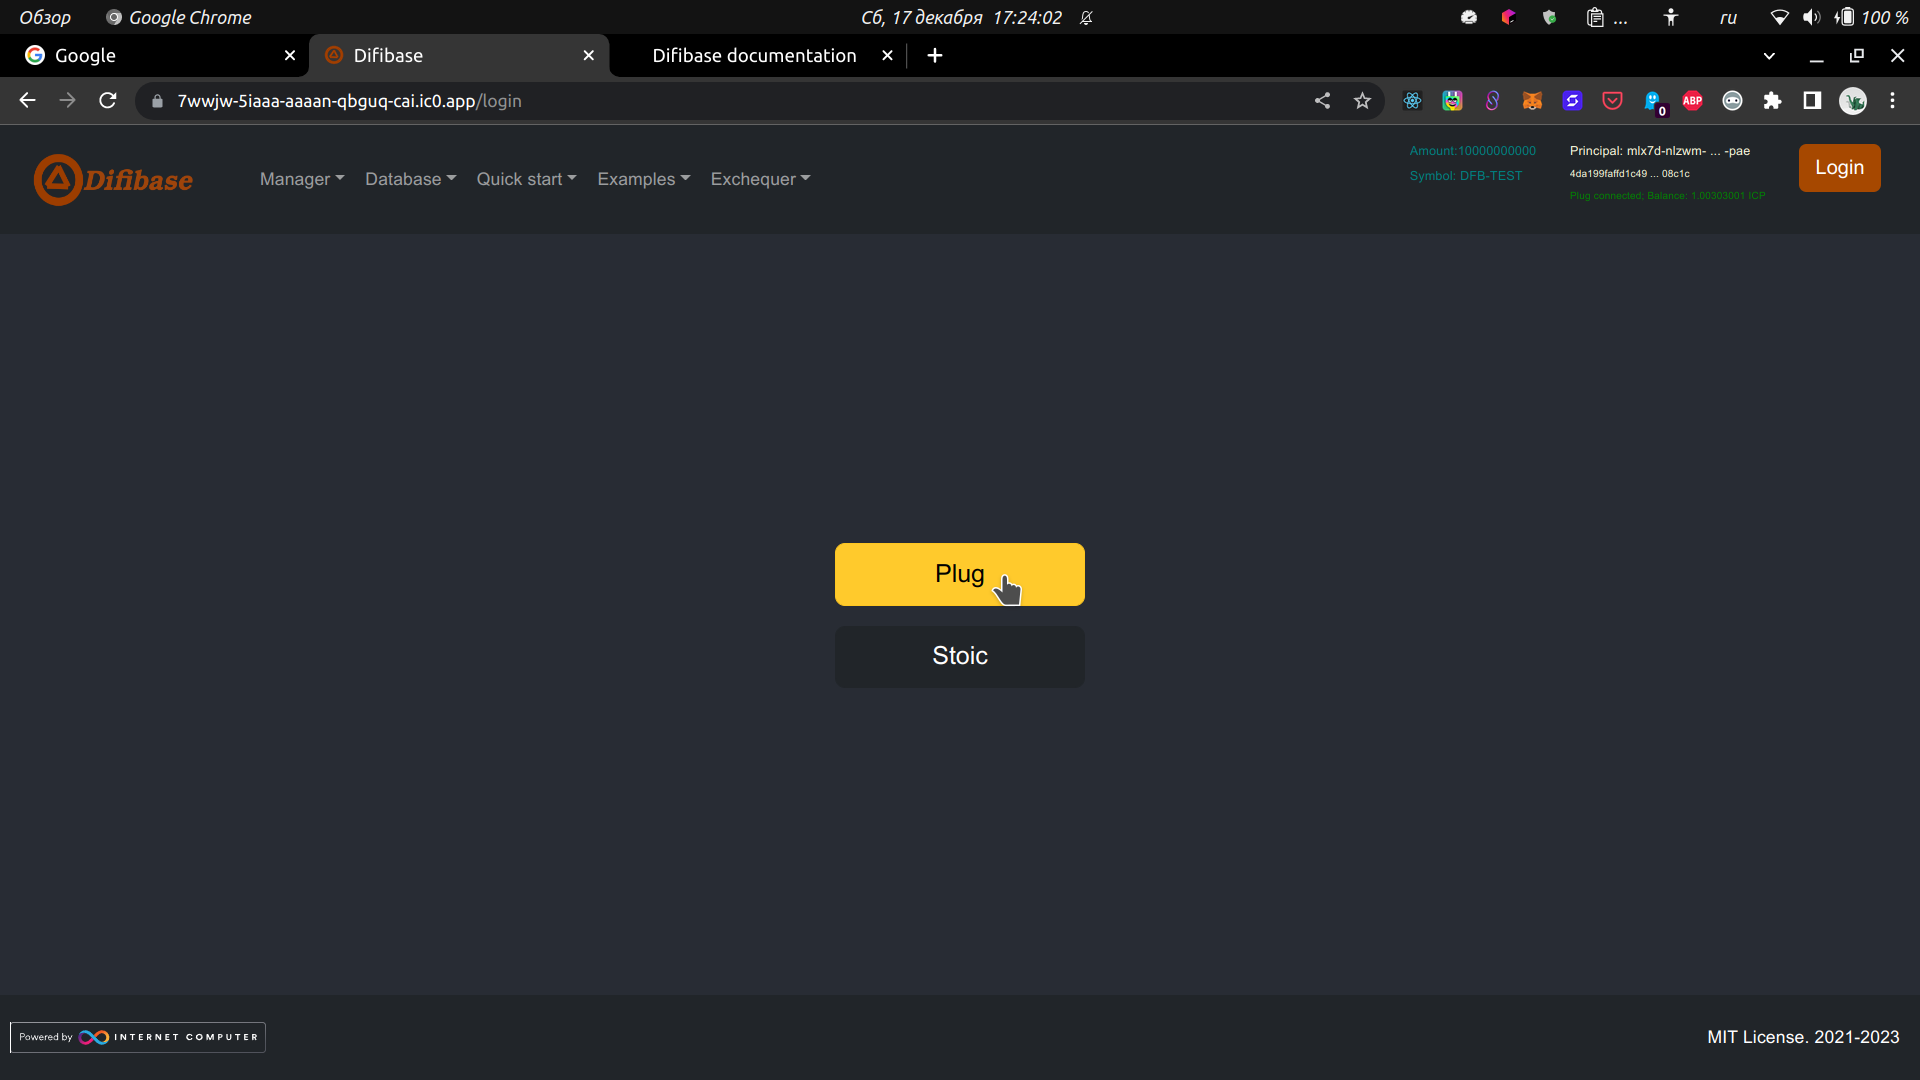 Обзор Google Chrome Сб, 17 декабря 17:24:02 ... ru 100 %
Google Difibase Difibase documentation
7wwjw-5iaaa-aaaan-qbguq-cai.ic0.app/login 0 ABP
Difibase Manager Database Quick start Examples Exchequer
Amount:10000000000
Symbol: DFB-TEST
Principal: mlx7d-nlzwm- ... -pae
4da199faffd1c49 ... 08c1c
Plug connected; Balance: 1.00303001 ICP
Login
Plug
Stoic
Powered by INTERNET COMPUTER
MIT License. 2021-2023